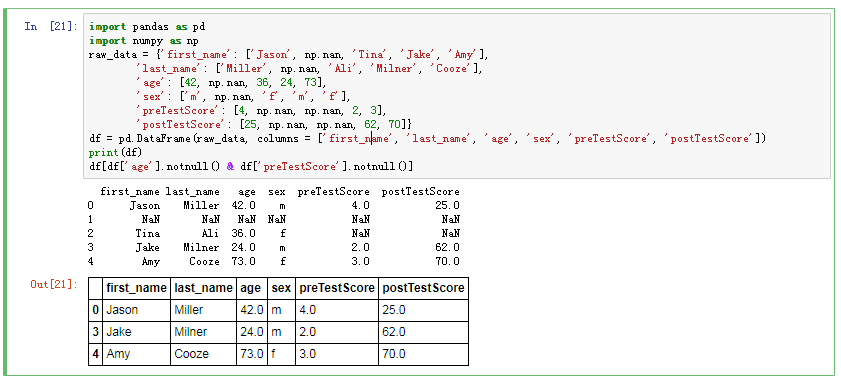 In [21]: import pandas as pd
import numpy as np
raw_data = {'first_name': ['Jason', np.nan, 'Tina', 'Jake', 'Amy'],
'last_name': ['Miller', np.nan, 'Ali', 'Milner', 'Cooze'],
'age': [42, np.nan, 36, 24, 73],
'sex': ['m', np.nan, 'f', 'm', 'f'],
'preTestScore': [4, np.nan, np.nan, 2, 3],
'postTestScore': [25, np.nan, np.nan, 62, 70]}
df = pd.DataFrame(raw_data, columns = ['first_name', 'last_name', 'age', 'sex', 'preTestScore', 'postTestScore'])
print(df)
df[df['age'].notnull() & df['preTestScore'].notnull()]
first_name last_name age sex preTestScore postTestScore
0 Jason Miller 42.0 m 4.0 25.0
1 NaN NaN NaN NaN NaN NaN
2 Tina Ali 36.0 f NaN NaN
3 Jake Milner 24.0 m 2.0 62.0
4 Amy Cooze 73.0 f 3.0 70.0
Out[21]:
first_name last_name age sex preTestScore postTestScore
0 Jason Miller 42.0 m 4.0 25.0
3 Jake Milner 24.0 m 2.0 62.0
4 Amy Cooze 73.0 f 3.0 70.0